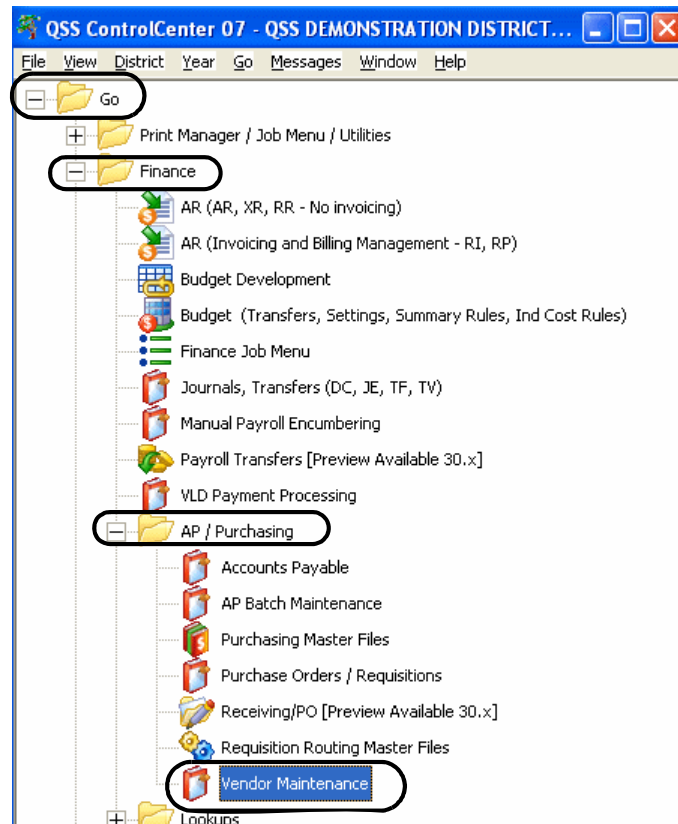 QSS ControlCenter 07 - QSS DEMONSTRATION DISTRICT...
File View District Year Go Messages Window Help
Go
Print Manager / Job Menu / Utilities
Finance
AR (AR, XR, RR - No invoicing)
AR (Invoicing and Billing Management - RI, RP)
Budget Development
Budget (Transfers, Settings, Summary Rules, Ind Cost Rules)
Finance Job Menu
Journals, Transfers (DC, JE, TF, TV)
Manual Payroll Encumbering
Payroll Transfers [Preview Available 30.x]
VLD Payment Processing
AP / Purchasing
Accounts Payable
AP Batch Maintenance
Purchasing Master Files
Purchase Orders / Requisitions
Receiving/PO [Preview Available 30.x]
Requisition Routing Master Files
Vendor Maintenance
Lookups